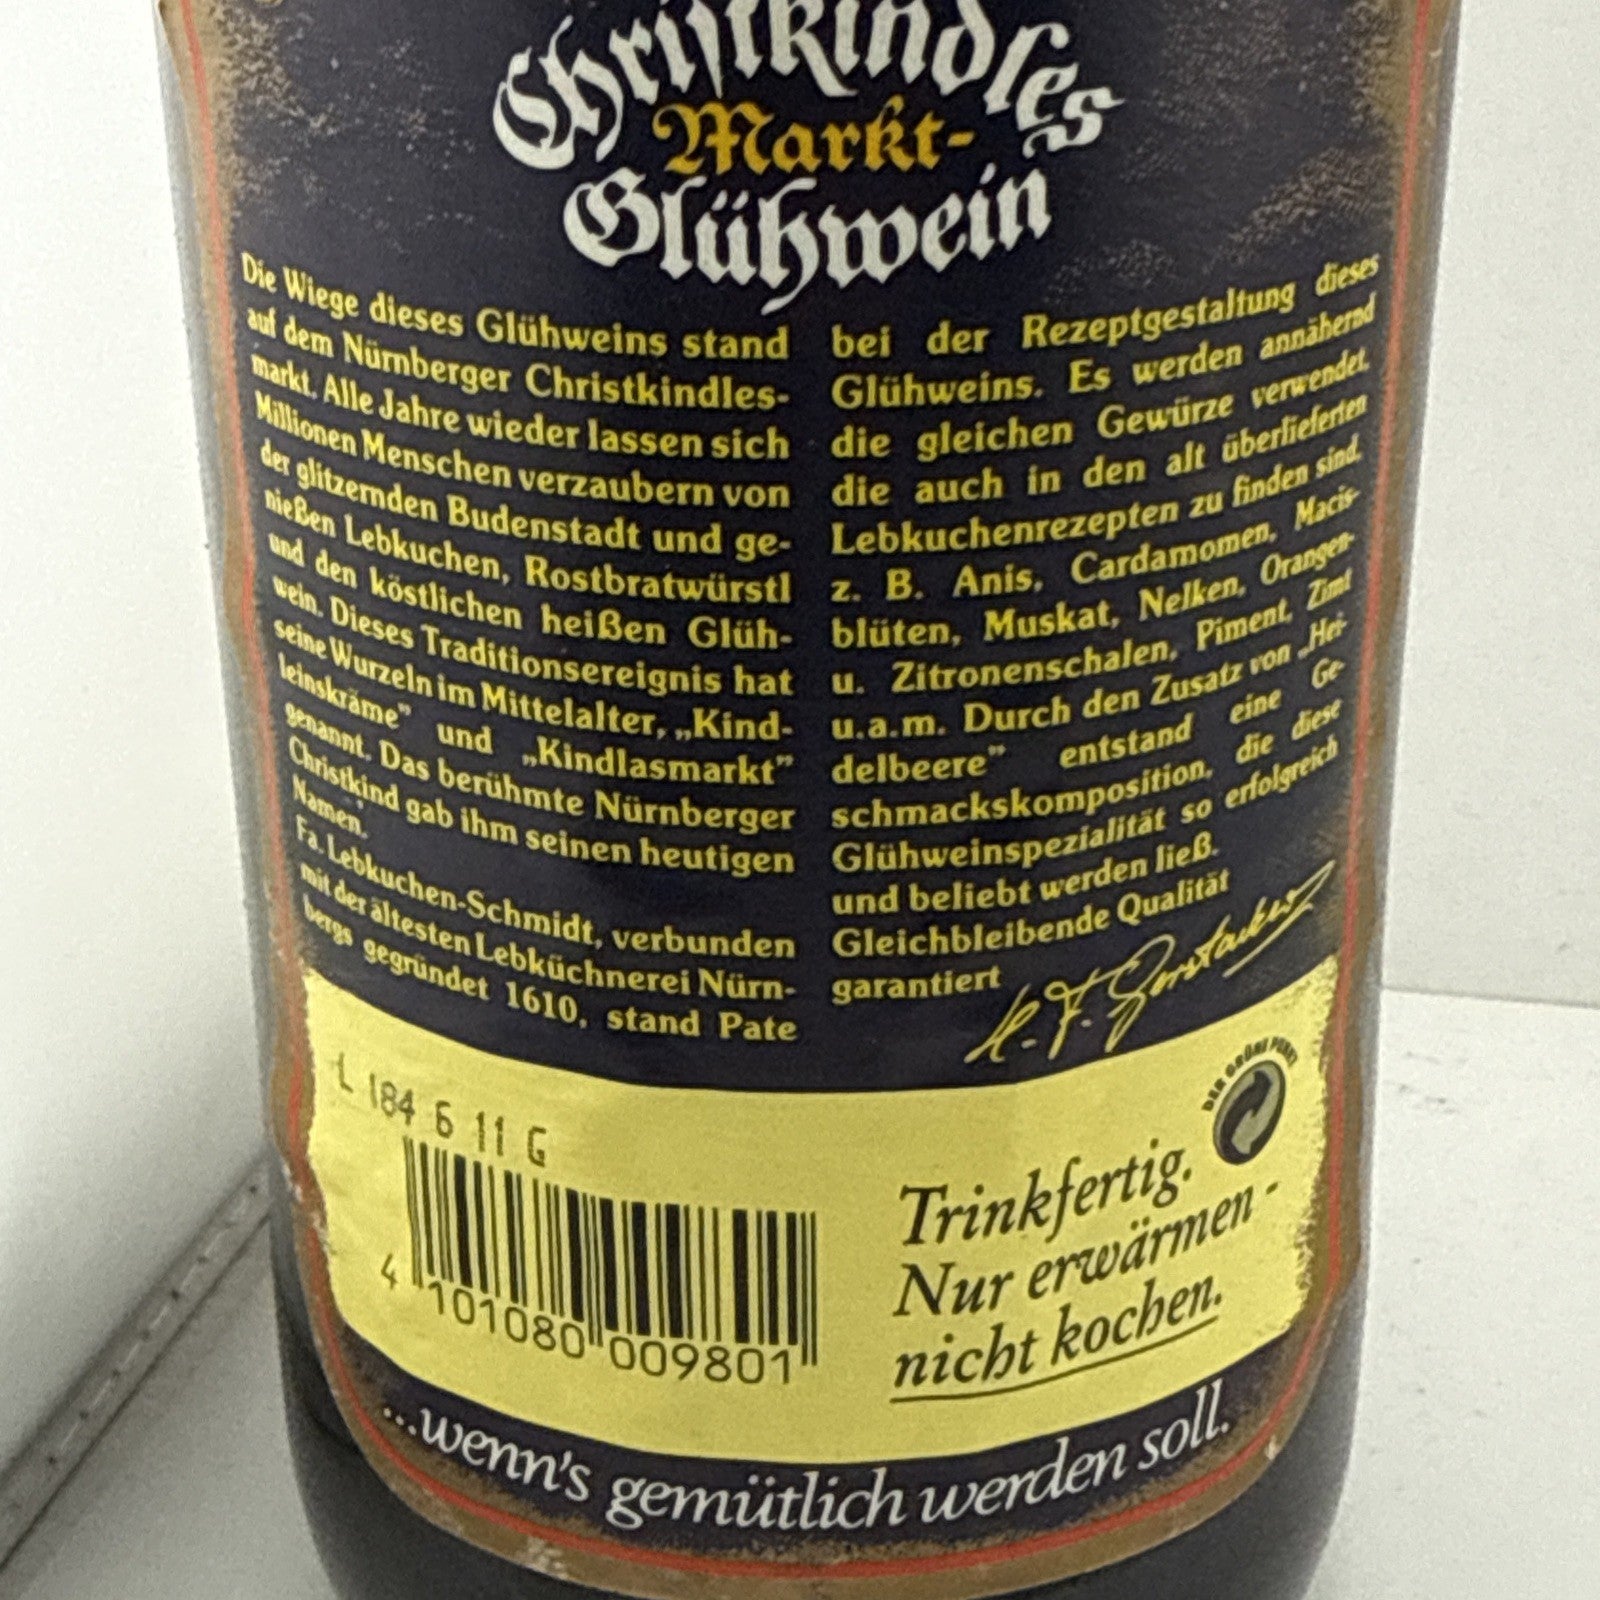 Christkindles
Markt-
Glühwein
Die Wiege dieses Glühweins stand
auf dem Nürnberger Christkindles-
markt. Alle Jahre wieder lassen sich
Millionen Menschen verzaubern von
der glitzernden Budenstadt und ge-
nießen Lebkuchen, Rostbratwürstl
und den köstlichen heißen Glüh-
wein. Dieses Traditionsereignis hat
seine Wurzeln im Mittelalter, „Kind-
leinskräme” und „Kindlasmarkt”
genannt. Das berühmte Nürnberger
Christkind gab ihm seinen heutigen
Namen.
Fa. Lebkuchen-Schmidt, verbunden
mit der ältesten Lebküchnerei Nürn-
bergs gegründet 1610, stand Pate
bei der Rezeptgestaltung dieses
Glühweins. Es werden annähernd
die gleichen Gewürze verwendet,
die auch in den alt überlieferten
Lebkuchenrezepten zu finden sind,
z. B. Anis, Cardamomen, Macis-
blüten, Muskat, Nelken, Orangen-
u. Zitronenschalen, Piment, Zimt
u.a.m. Durch den Zusatz von „Hei-
delbeere” entstand eine Ge-
schmackskomposition, die diese
Glühweinspezialität so erfolgreich
und beliebt werden ließ.
Gleichbleibende Qualität
garantiert
DER GRÜNE PUNKT
L 184 6 11 G
4 101080 009801
Trinkfertig.
Nur erwärmen -
nicht kochen.
...wenn's gemütlich werden soll.